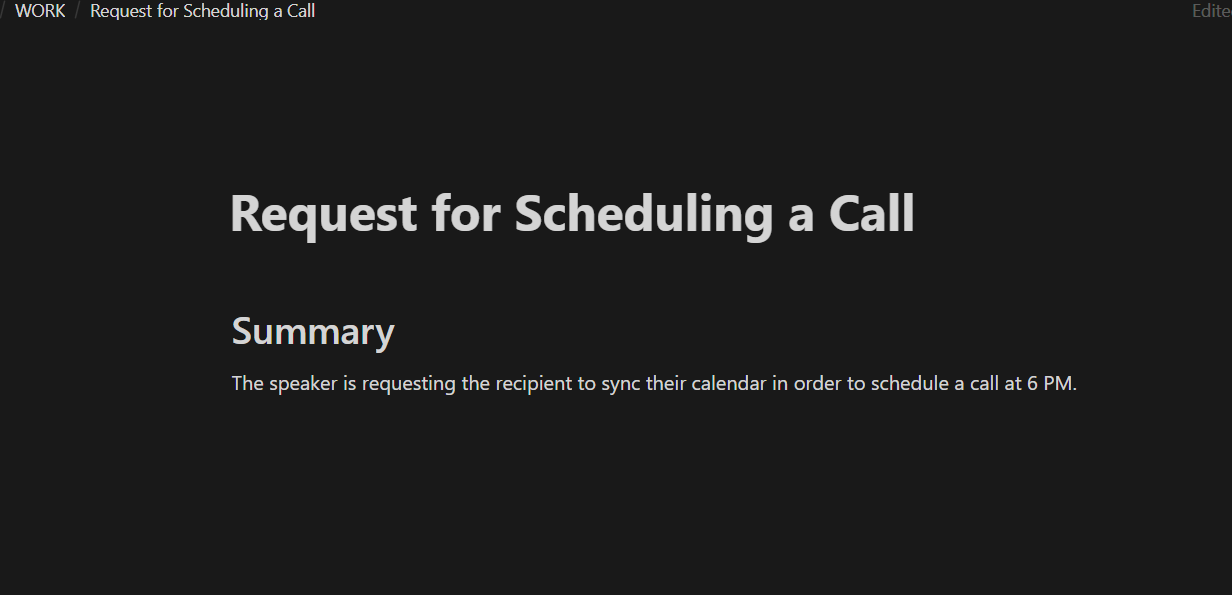 / WORK / Request for Scheduling a Call
Edite
Request for Scheduling a Call
Summary
The speaker is requesting the recipient to sync their calendar in order to schedule a call at 6 PM.